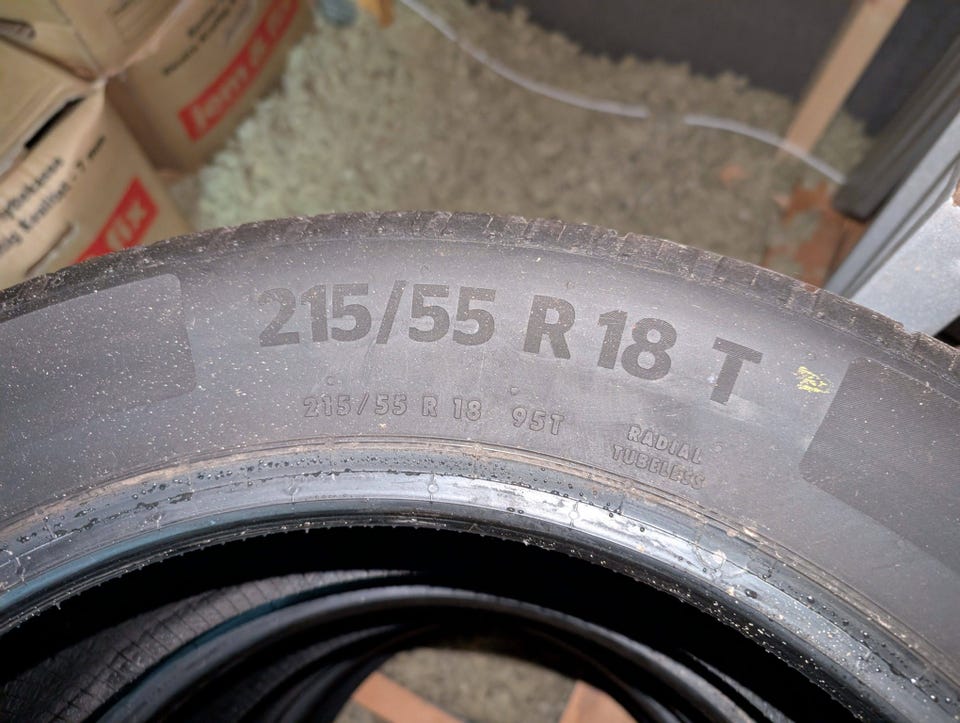 215/55 R 18 T
215/55 R 18 95T
RADIAL
TUBELESS